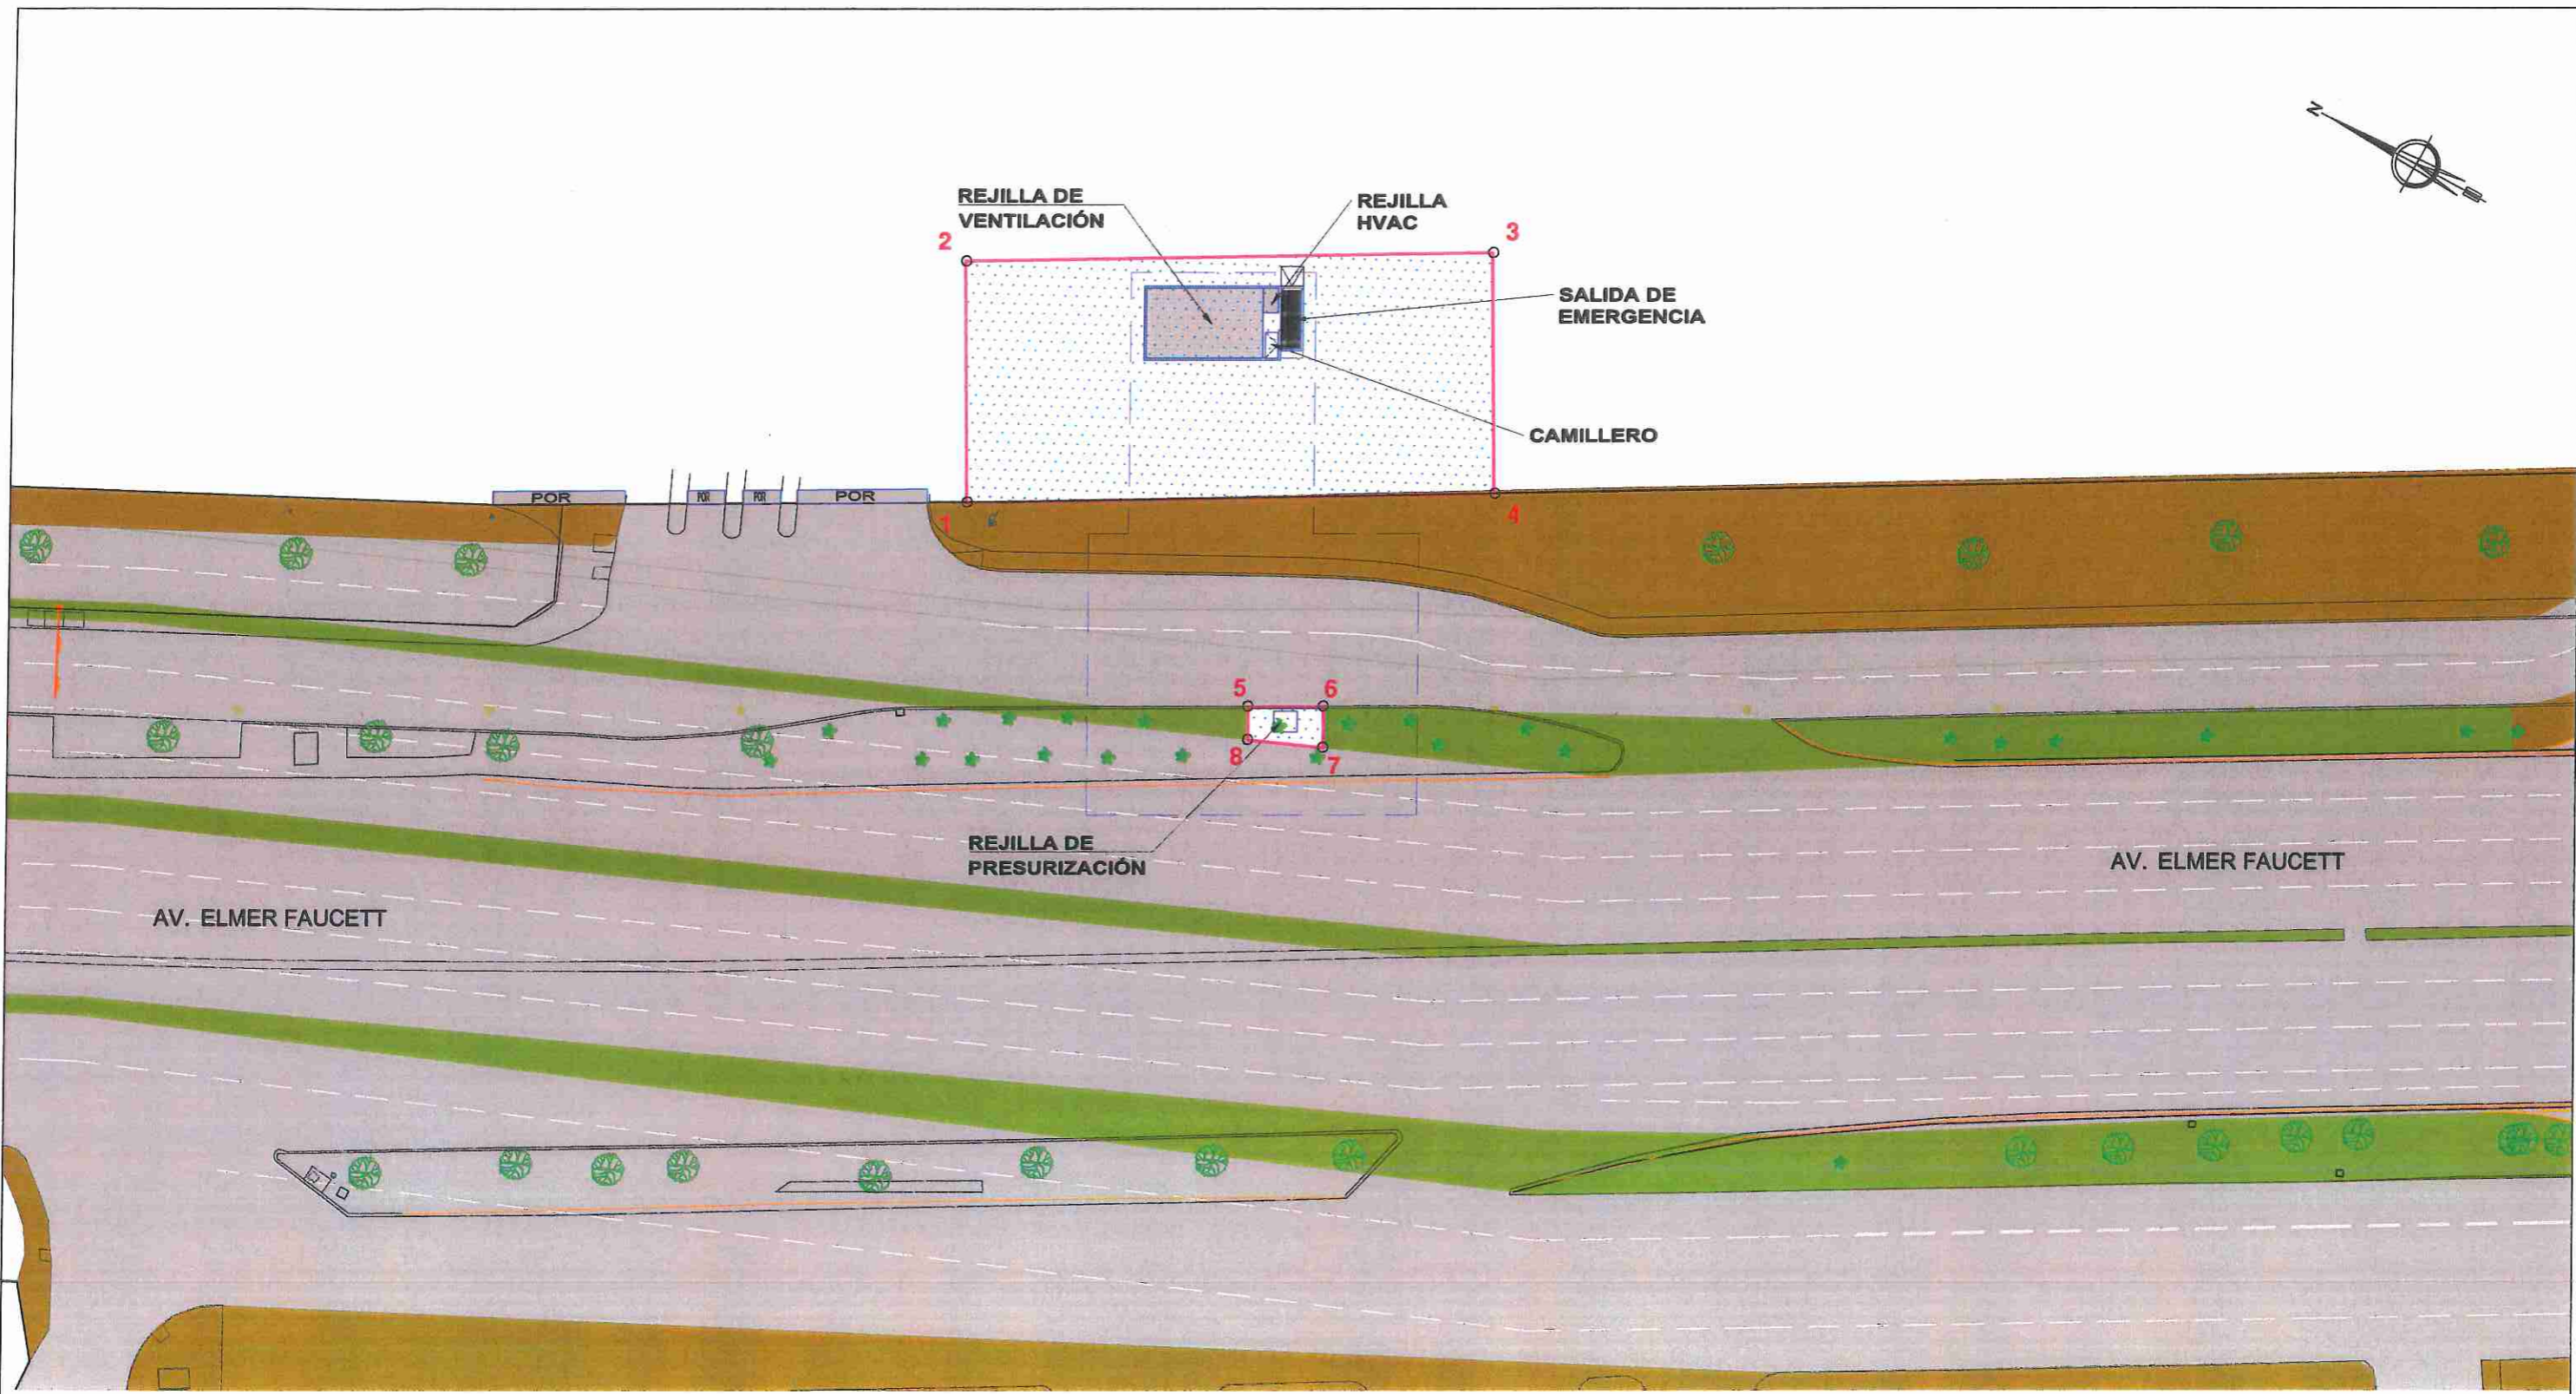 N
REJILLA DE
VENTILACIÓN
REJILLA
HVAC
2
3
SALIDA DE
EMERGENCIA
CAMILLERO
POR
POR
POR
POR
1
4
5
6
8
7
REJILLA DE
PRESURIZACIÓN
AV. ELMER FAUCETT
AV. ELMER FAUCETT